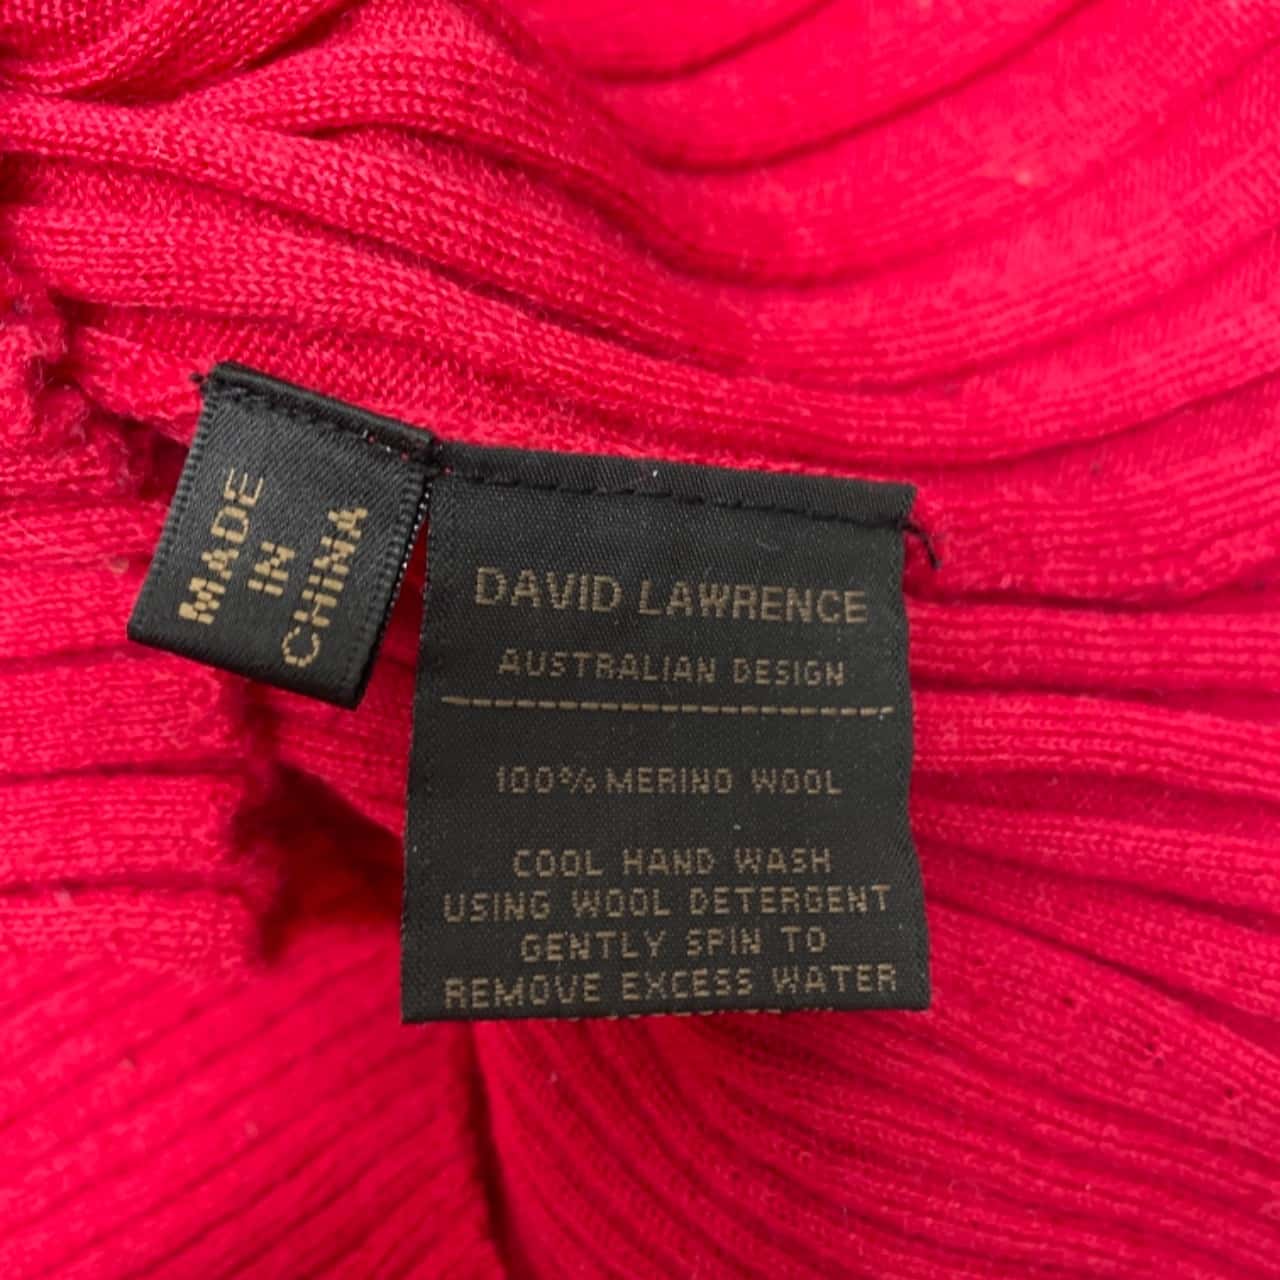 MADE
IN
CHINA
DAVID LAWRENCE
AUSTRALIAN DESIGN
100% MERINO WOOL
COOL HAND WASH
USING WOOL DETERGENT
GENTLY SPIN TO
REMOVE EXCESS WATER